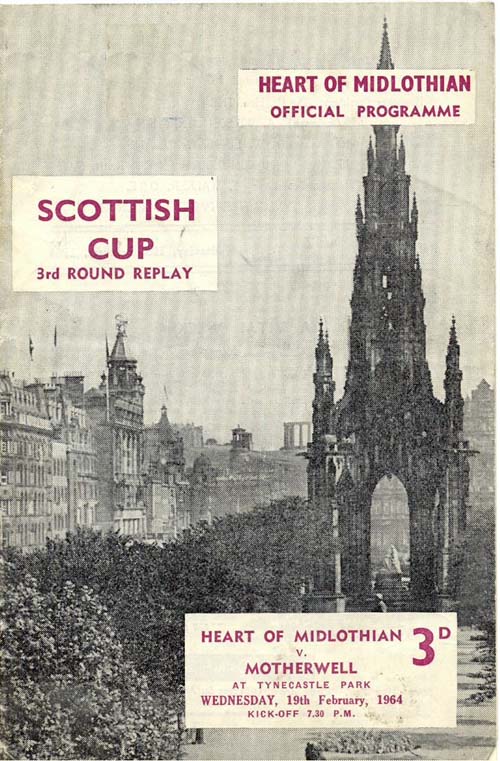 HEART OF MIDLOTHIAN
OFFICIAL PROGRAMME
SCOTTISH
CUP
3rd ROUND REPLAY
HEART OF MIDLOTHIAN 3D
v.
MOTHERWELL
AT TYNECASTLE PARK
WEDNESDAY, 19th February, 1964
KICK-OFF 7.30 P.M.